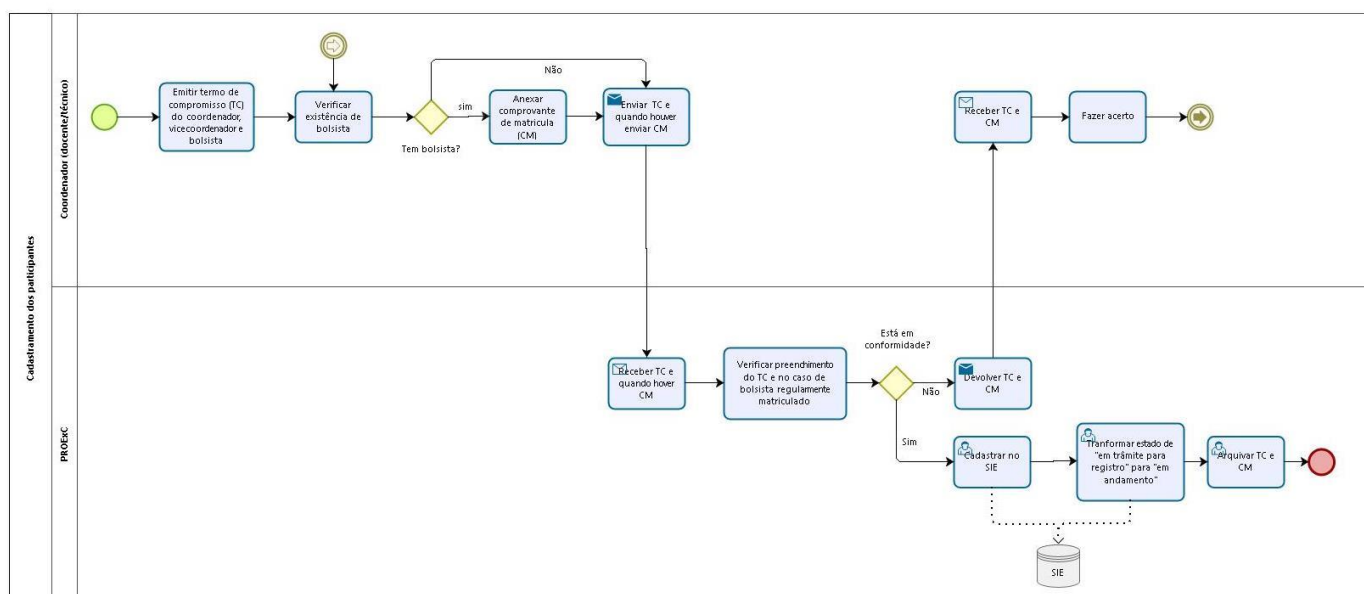 Cadastramento dos participantes
Coordenador (docente/técnico)
Emitir termo de
compromisso (TC)
do coordenador,
vicecoordenador e
bolsista
Verificar
existência de
bolsista
Tem bolsista?
Não
sim
Anexar
comprovante
de matricula
(CM)
Enviar TC e
quando houver
enviar CM
Receber TC e
CM
Fazer acerto
PROExC
Receber TC e
quando hover
CM
Verificar preenchimento
do TC e no caso de
bolsista regulamente
matriculado
Está em
conformidade?
Não
Devolver TC e
CM
Sim
Cadastrar no
SIE
Tranformar estado de
"em trâmite para
registro" para "em
andamento"
Arquivar TC e
CM
SIE